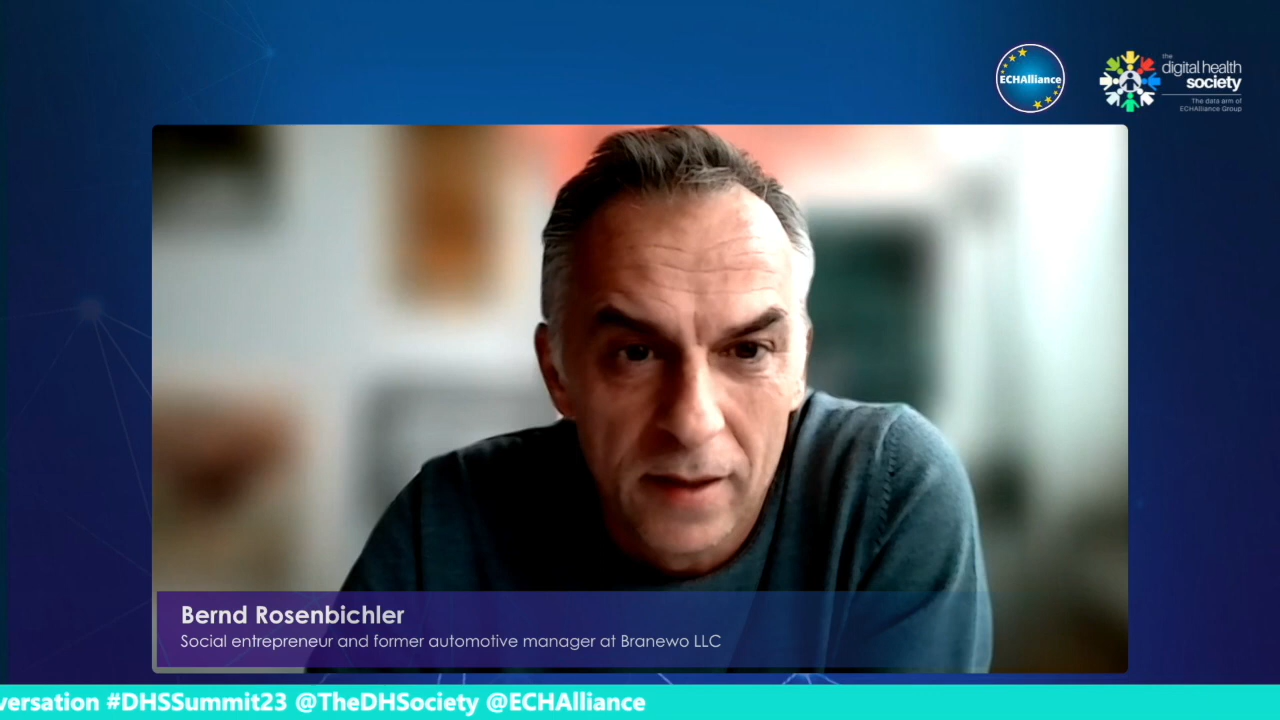 ECHAlliance
the
digital health
society
The data arm of
ECHAlliance Group
Bernd Rosenbichler
Social entrepreneur and former automotive manager at Branewo LLC
versation #DHSSummit23 @TheDHSociety @ECHAlliance